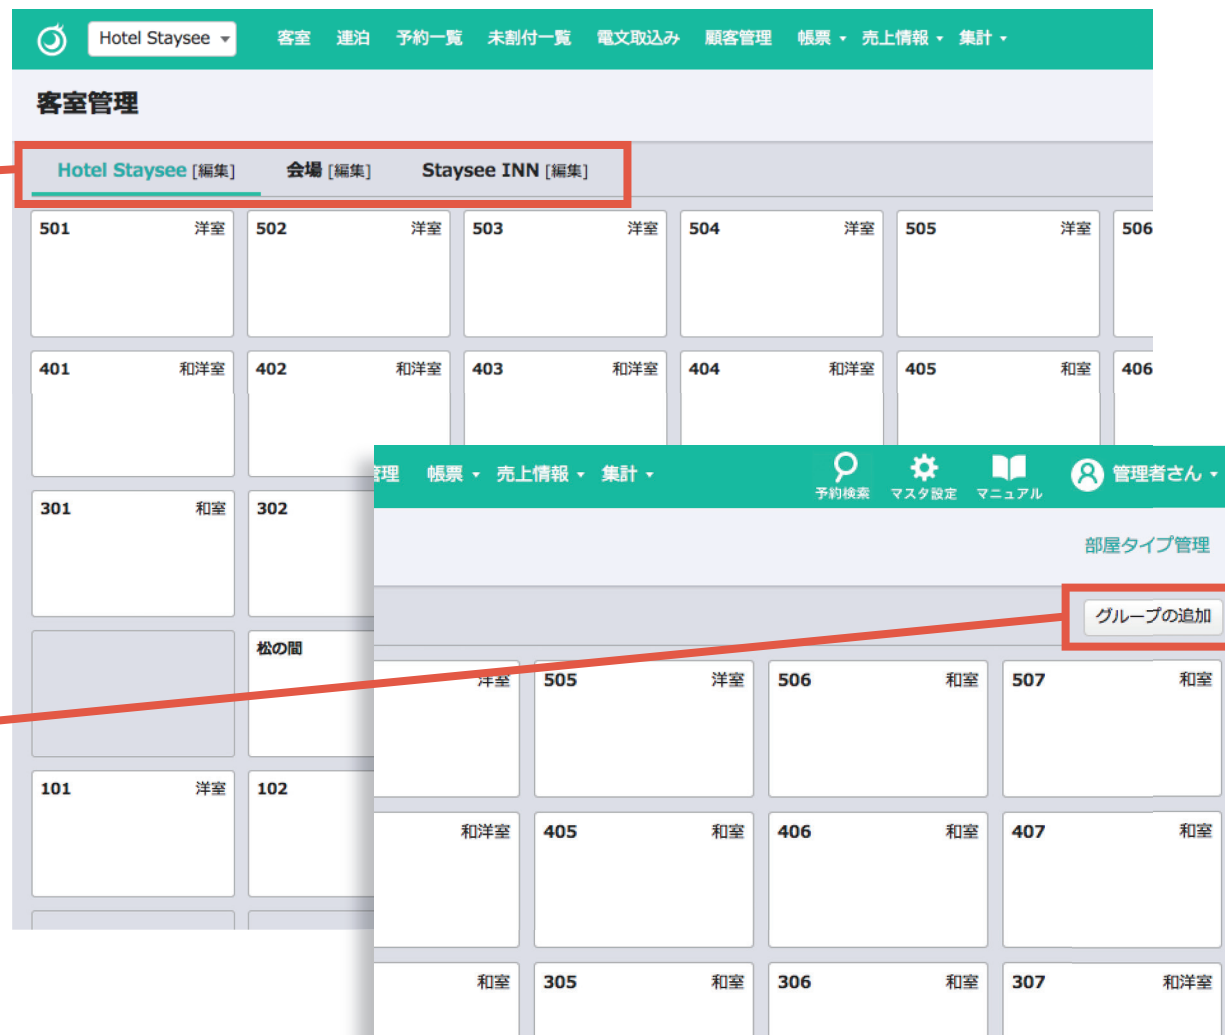 Hotel Staysee 客室 連泊 予約一覧 未割付一覧 電文取込み 顧客管理 帳票 売上情報 集計
客室管理
Hotel Staysee [編集] 会場 [編集] Staysee INN [編集]
501 洋室 502 洋室 503 洋室 504 洋室 505 洋室 506
401 和洋室 402 和洋室 403 和洋室 404 和洋室 405 和室 406
301 和室 302
松の間
101 洋室 102
管理 帳票 売上情報 集計 予約検索 マスタ設定 マニュアル 管理者さん
部屋タイプ管理
グループの追加
洋室 505 洋室 506 和室 507 和室
和洋室 405 和室 406 和室 407 和室
和室 305 和室 306 和室 307 和洋室